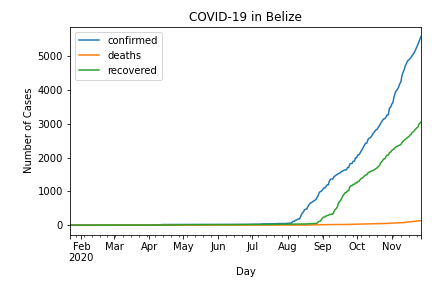 COVID-19 in Belize
confirmed
deaths
recovered
Number of Cases
5000
4000
3000
2000
1000
0
Feb Mar Apr May Jun Jul Aug Sep Oct Nov
2020
Day